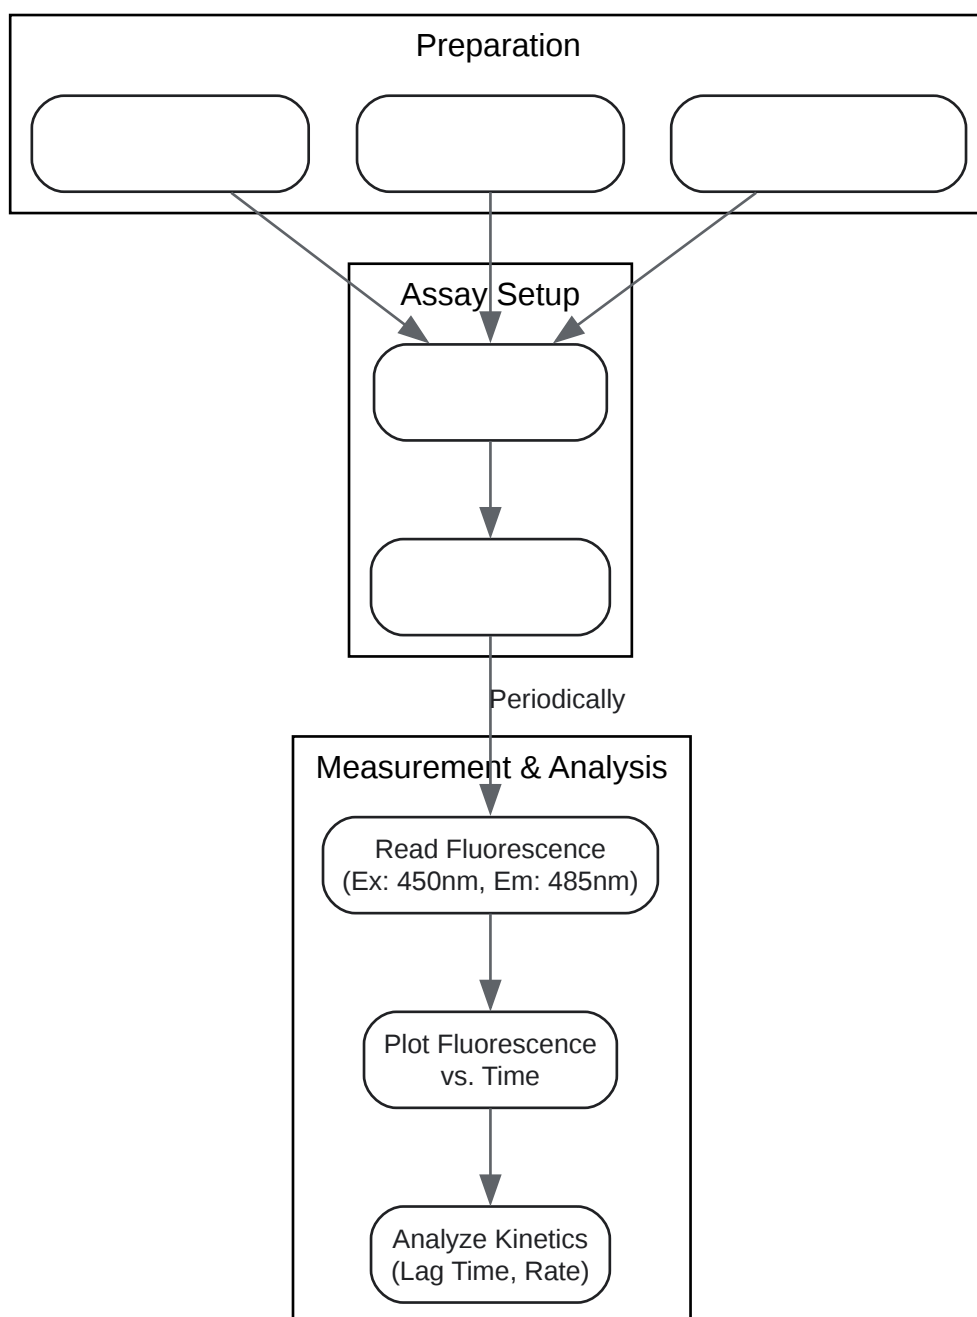 Preparation
Assay Setup
Periodically
Measurement & Analysis
Read Fluorescence
(Ex: 450nm, Em: 485nm)
Plot Fluorescence
vs. Time
Analyze Kinetics
(Lag Time, Rate)